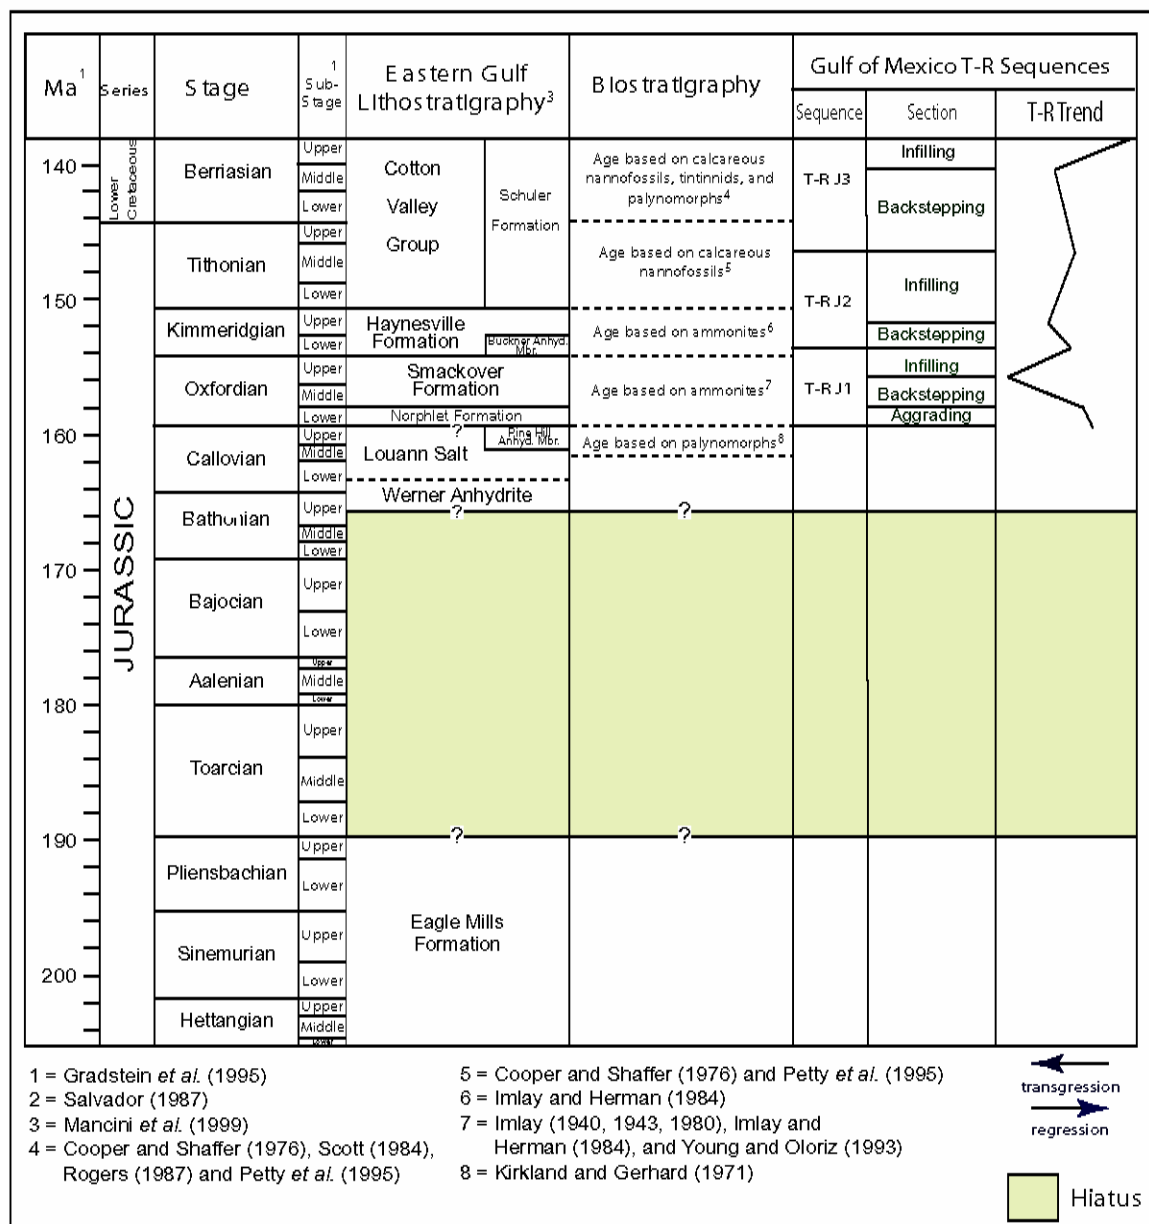 Ma1
Series
Stage
1
Sub-
Stage
Eastern Gulf
Lithostratigraphy3
Biostratigraphy
Gulf of Mexico T-R Sequences
Sequence
Section
T-R Trend
140
150
160
170
180
190
200
Lower
Cretaceous
JURASSIC
Berriasian
Upper
Middle
Lower
Tithonian
Upper
Middle
Lower
Kimmeridgian
Upper
Lower
Oxfordian
Upper
Middle
Lower
Callovian
Upper
Middle
Lower
Bathonian
Upper
Middle
Lower
Bajocian
Upper
Lower
Aalenian
Upper
Middle
Lower
Toarcian
Upper
Middle
Lower
Pliensbachian
Upper
Lower
Sinemurian
Upper
Lower
Hettangian
Upper
Middle
Lower
Cotton
Valley
Group
Schuler
Formation
Haynesville
Formation
Buckner Anhyd.
Mbr.
Smackover
Formation
Norphlet Formation
?
Pine Hill
Anhyd. Mbr.
Louann Salt
Werner Anhydrite
?
?
?
?
Eagle Mills
Formation
Age based on calcareous
nannofossils, tintinnids, and
palynomorphs4
Age based on calcareous
nannofossils5
Age based on ammonites6
Age based on ammonites7
Age based on palynomorphs8
T-R J3
T-R J2
T-R J1
Infilling
Backstepping
Infilling
Backstepping
Infilling
Backstepping
Aggrading
1 = Gradstein et al. (1995)
2 = Salvador (1987)
3 = Mancini et al. (1999)
4 = Cooper and Shaffer (1976), Scott (1984),
Rogers (1987) and Petty et al. (1995)
5 = Cooper and Shaffer (1976) and Petty et al. (1995)
6 = Imlay and Herman (1984)
7 = Imlay (1940, 1943, 1980), Imlay and
Herman (1984), and Young and Oloriz (1993)
8 = Kirkland and Gerhard (1971)
transgression
regression
Hiatus